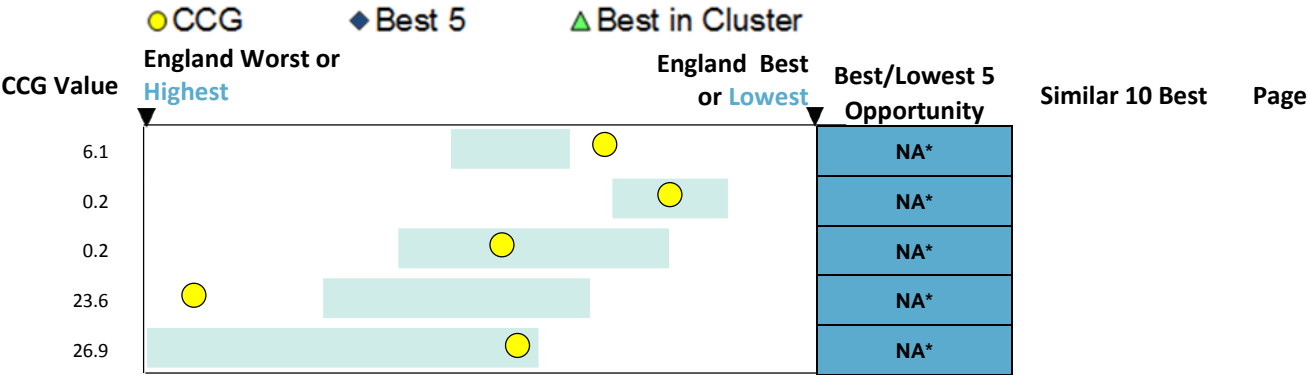 CCG Best 5 Best in Cluster
CCG Value England Worst or Highest England Best or Lowest Best/Lowest 5 Opportunity Similar 10 Best Page
6.1 NA*
0.2 NA*
0.2 NA*
23.6 NA*
26.9 NA*